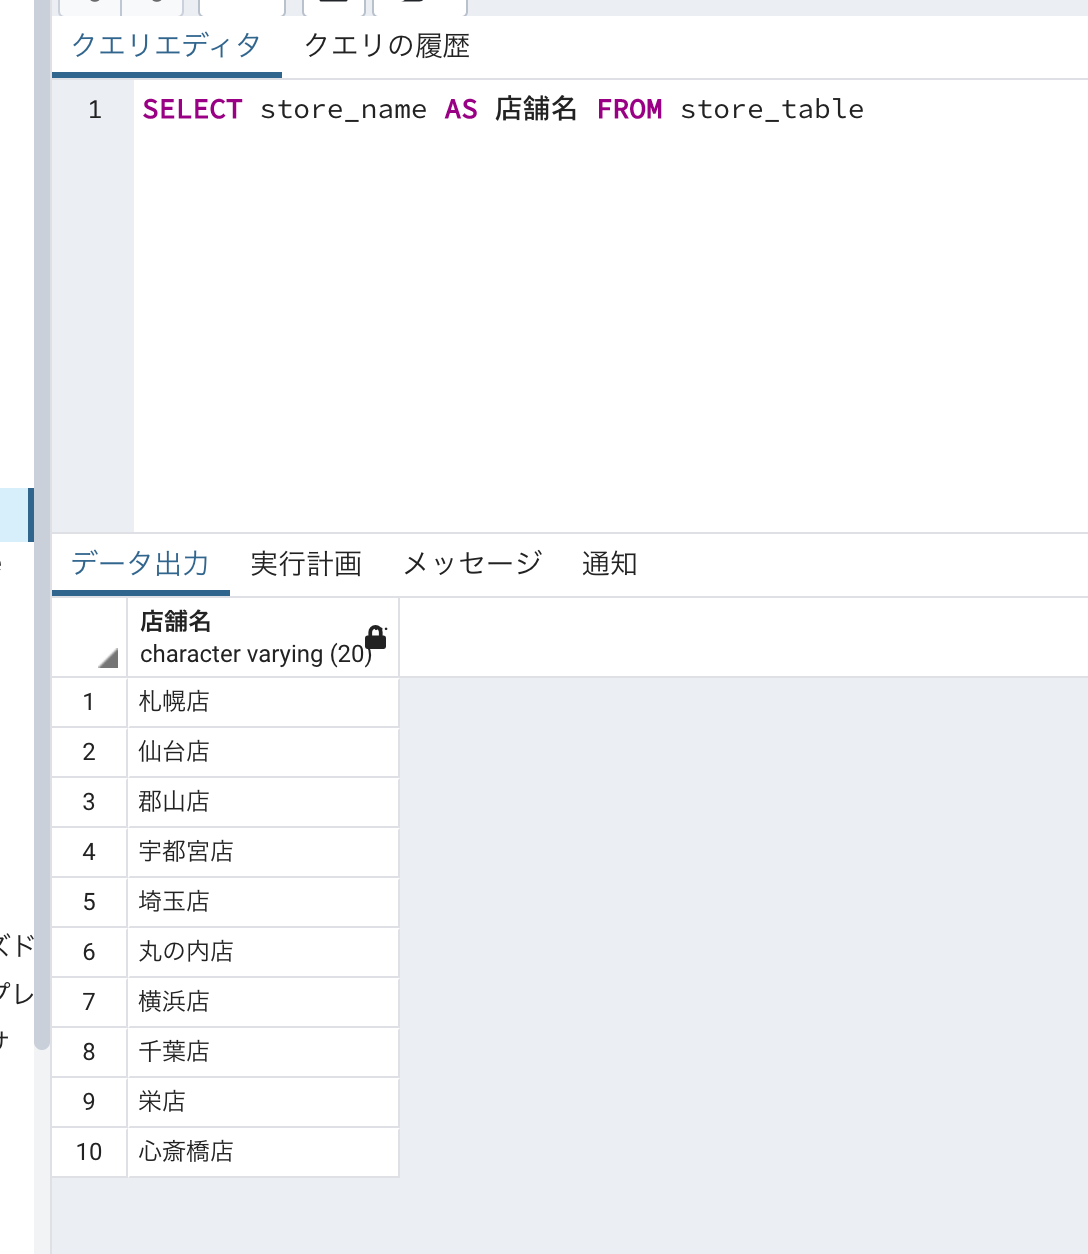 クエリエディタ クエリの履歴
1 SELECT store_name AS 店舗名 FROM store_table
データ出力 実行計画 メッセージ 通知
店舗名
character varying (20)
1 札幌店
2 仙台店
3 郡山店
4 宇都宮店
5 埼玉店
6 丸の内店
7 横浜店
8 千葉店
9 栄店
10 心斎橋店
ズド
プレ